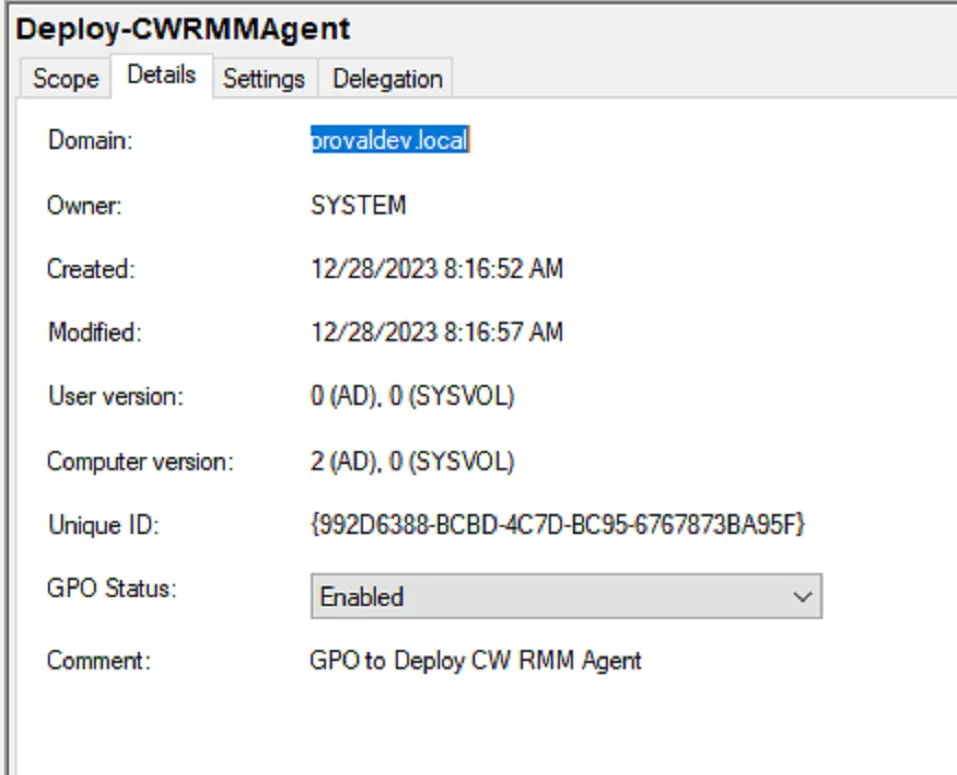 Deploy-CWRMMAgent
Scope Details Settings Delegation
Domain: provaldev.local
Owner: SYSTEM
Created: 12/28/2023 8:16:52 AM
Modified: 12/28/2023 8:16:57 AM
User version: 0 (AD), 0 (SYSVOL)
Computer version: 2 (AD), 0 (SYSVOL)
Unique ID: {992D6388-BCBD-4C7D-BC95-6767873BA95F}
GPO Status: Enabled
Comment: GPO to Deploy CW RMM Agent